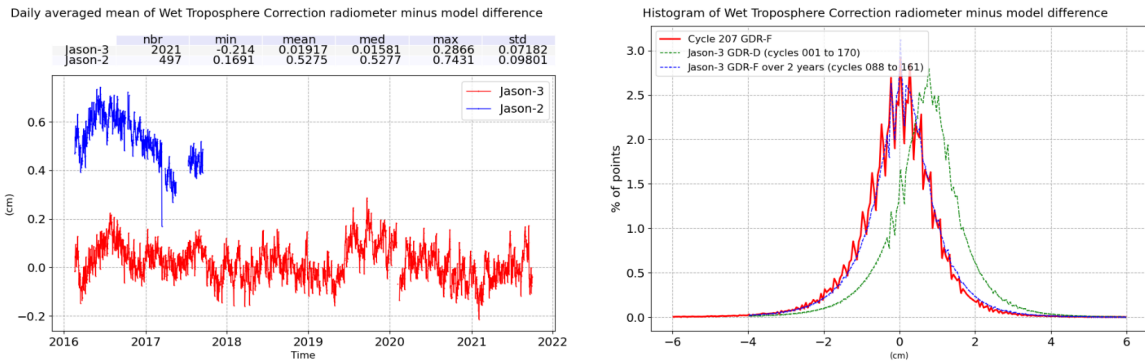 Daily averaged mean of Wet Troposphere Correction radiometer minus model difference
nbr min mean med max std
Jason-3 2021 -0.214 0.01917 0.01581 0.2866 0.07182
Jason-2 497 0.1691 0.5275 0.5277 0.7431 0.09801
Jason-3
Jason-2
0.6
0.4
0.2
0.0
−0.2
(cm)
2016 2017 2018 2019 2020 2021 2022
Time
Histogram of Wet Troposphere Correction radiometer minus model difference
Cycle 207 GDR-F
Jason-3 GDR-D (cycles 001 to 170)
Jason-3 GDR-F over 2 years (cycles 088 to 161)
3.0
2.5
2.0
1.5
1.0
0.5
0.0
% of points
−6 −4 −2 0 2 4 6
(cm)